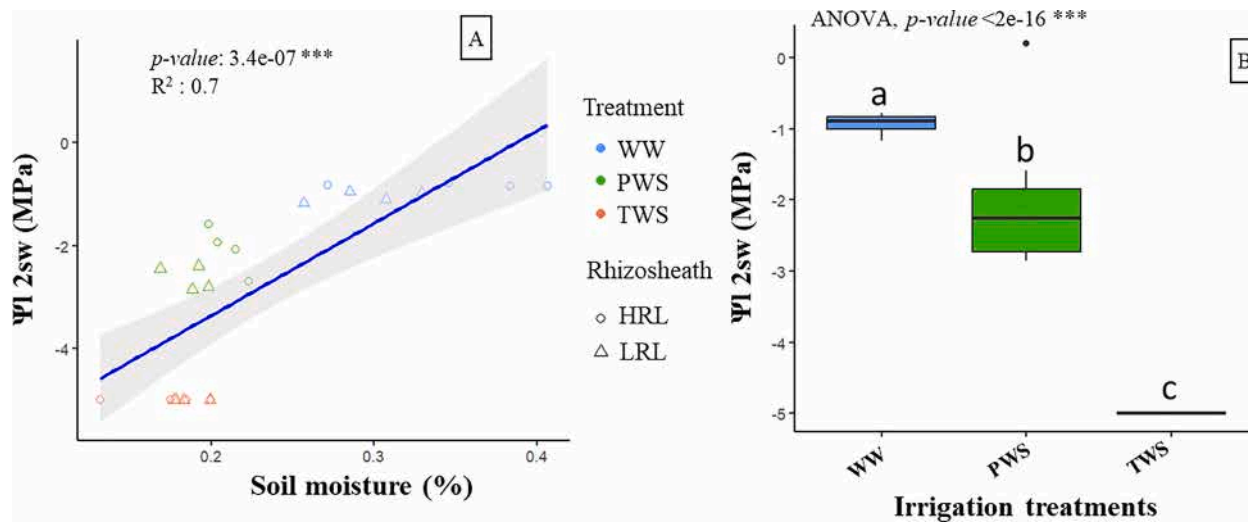 A
p-value: 3.4e-07 ***
R² : 0.7
Ψl 2sw (MPa)
0
-2
-4
0.2
0.3
0.4
Soil moisture (%)
Treatment
WW
PWS
TWS
Rhizosheath
HRL
LRL
ANOVA, p-value <2e-16 ***
B
Ψl 2sw (MPa)
0
-1
-2
-3
-4
-5
a
b
c
WW
PWS
TWS
Irrigation treatments